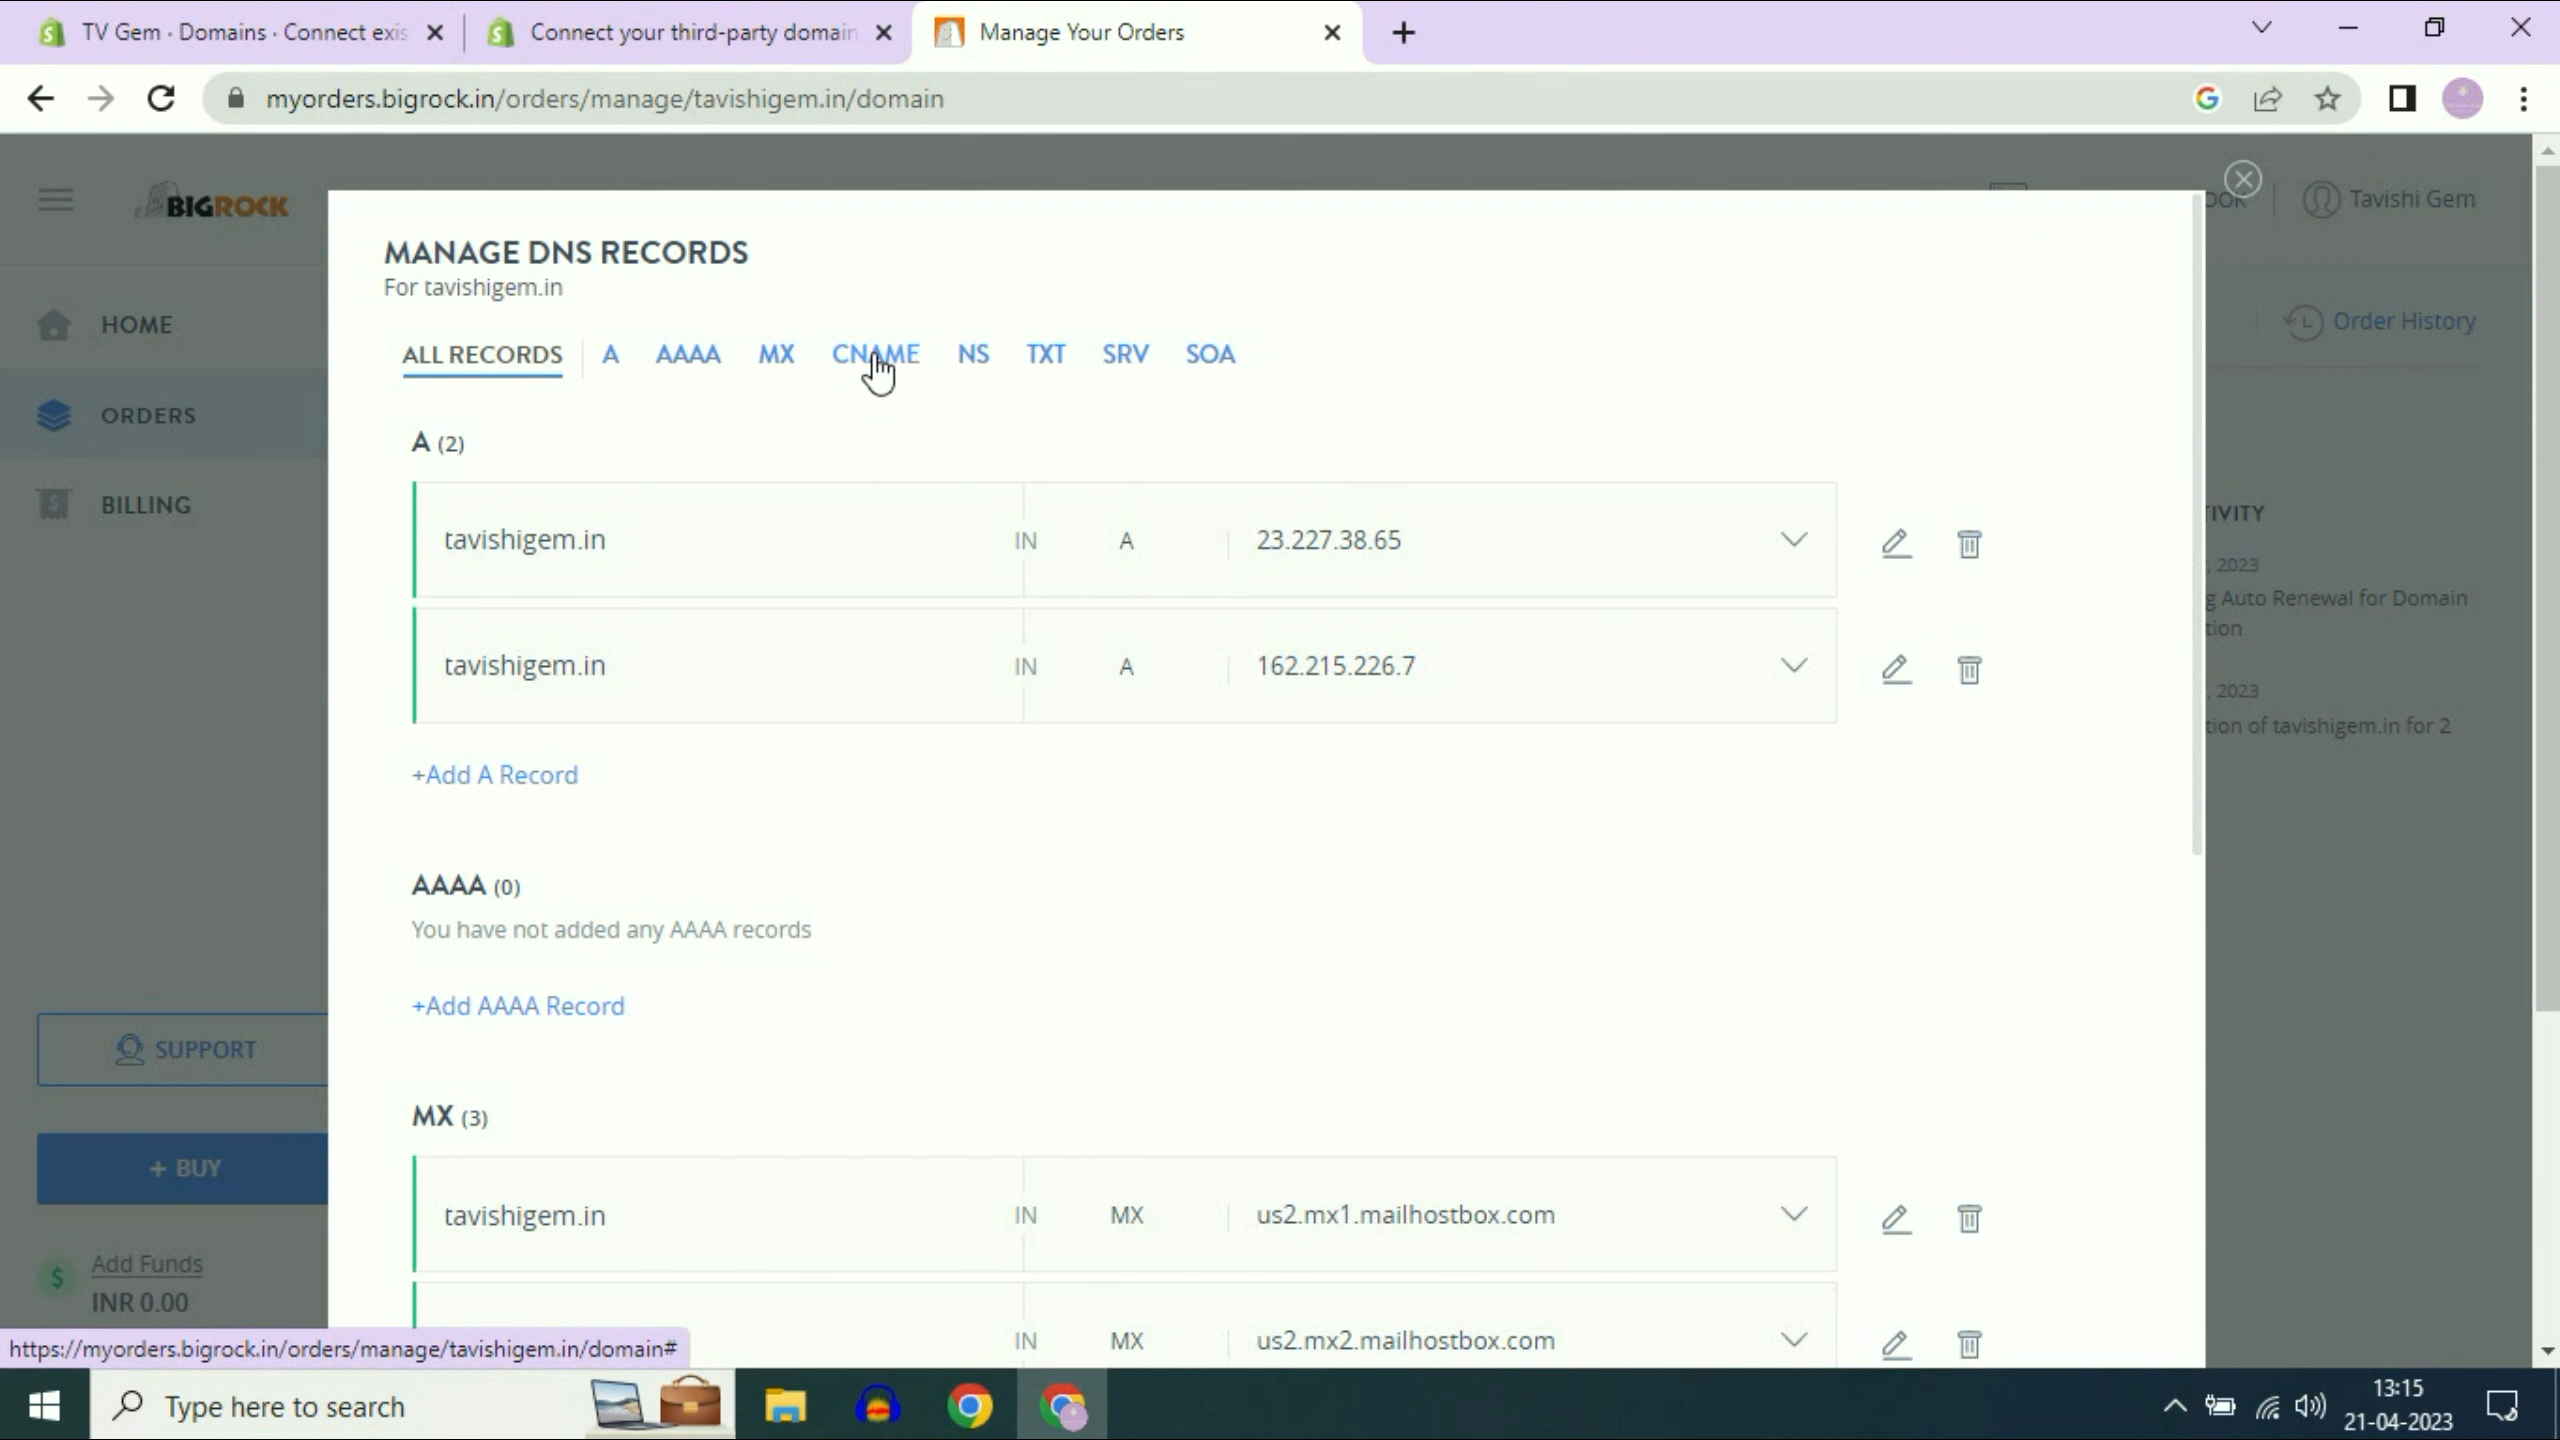 TV Gem · Domains · Connect exis
Connect your third-party domain
Manage Your Orders
myorders.bigrock.in/orders/manage/tavishigem.in/domain
BIGROCK
Tavishi Gem
MANAGE DNS RECORDS
For tavishigem.in
HOME
Order History
ALL RECORDS A AAAA MX CNAME NS TXT SRV SOA
ORDERS
A (2)
BILLING
TIVITY
tavishigem.in IN A 23.227.38.65
, 2023
g Auto Renewal for Domain
tion
tavishigem.in IN A 162.215.226.7
, 2023
tion of tavishigem.in for 2
+Add A Record
AAAA (0)
You have not added any AAAA records
+Add AAAA Record
SUPPORT
MX (3)
+ BUY
tavishigem.in IN MX us2.mx1.mailhostbox.com
Add Funds
INR 0.00
IN MX us2.mx2.mailhostbox.com
https://myorders.bigrock.in/orders/manage/tavishigem.in/domain#
Type here to search
13:15
21-04-2023